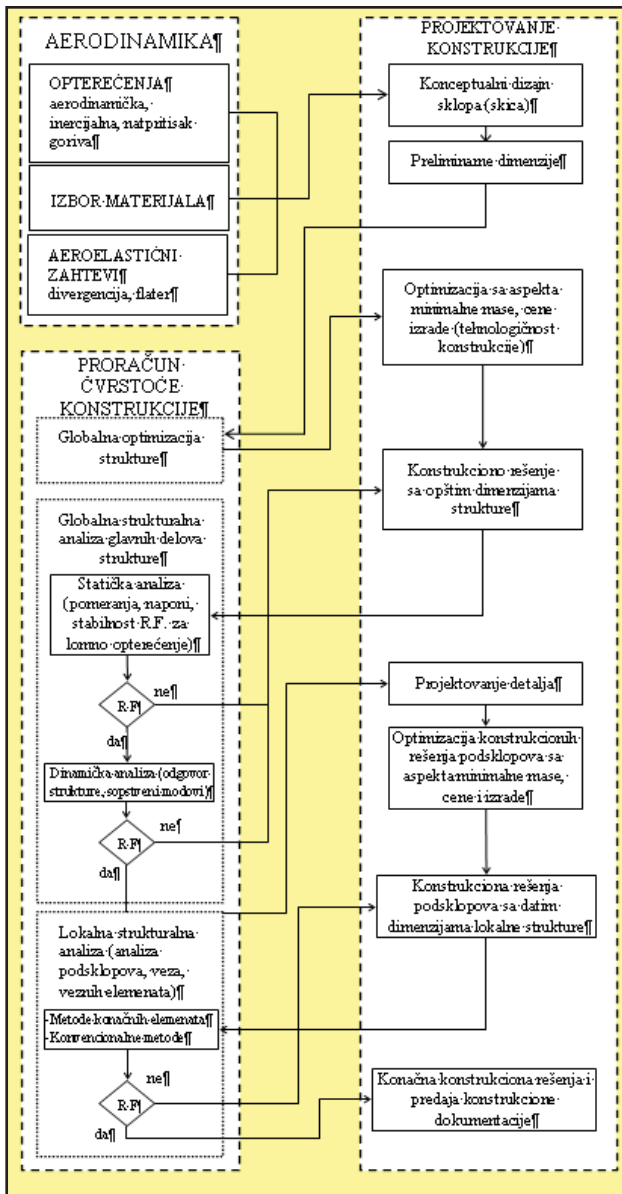 AERODINAMIKA¶
OPTEREĆENJA¶
aerodinamička,·
inercijalna, natpritisak
goriva¶
IZBOR·MATERIJALA¶
AEROELASTIČNI
ZAHTEVI¶
divergencija, flater¶
PROJEKTOVANJE·
KONSTRUKCIJE¶
Konceptualni dizajn
sklopa·(skica)¶
Preliminarne·dimenzije¶
Optimizacija·sa·aspekta
minimalne·mase, cene·
izrade·(tehnologičnost·
konstrukcije)¶
PRORAČUN·
ČVRSTOĆE·
KONSTRUKCIJE¶
Globalna·optimizacija·
strukture¶
Konstrukciono·rešenje·
sa·opštim·dimenzijama·
strukture¶
Globalna·strukturalna·
analiza·glavnih·delova·
strukture¶
Statička·analiza·
(pomeranja, naponi,·
stabilnost·R.F.·za·
lomno·opterećenje)¶
R·F¶
ne¶
da¶
Dinamička·analiza·(odgovor·
strukture, sopstveni·modovi)¶
R·F¶
ne¶
da¶
Projektovanje·detalja¶
Optimizacija·konstrukcionih·
rešenja·podsklopova·sa·
aspekta·minimalne·mase,·
cene·i·izrade¶
Konstrukciona·rešenja·
podsklopova·sa·datim·
dimenzijama·lokalne·strukture¶
Lokalna·strukturalna·
analiza·(analiza·
podsklopova, veza,·
veznih·elemenata)¶
-Metode·konačnih·elemenata¶
-Konvencionalne·metode¶
R·F¶
ne¶
da¶
Konačna·konstrukciona·rešenja·i·
predaja·konstrukcione·
dokumentacije¶